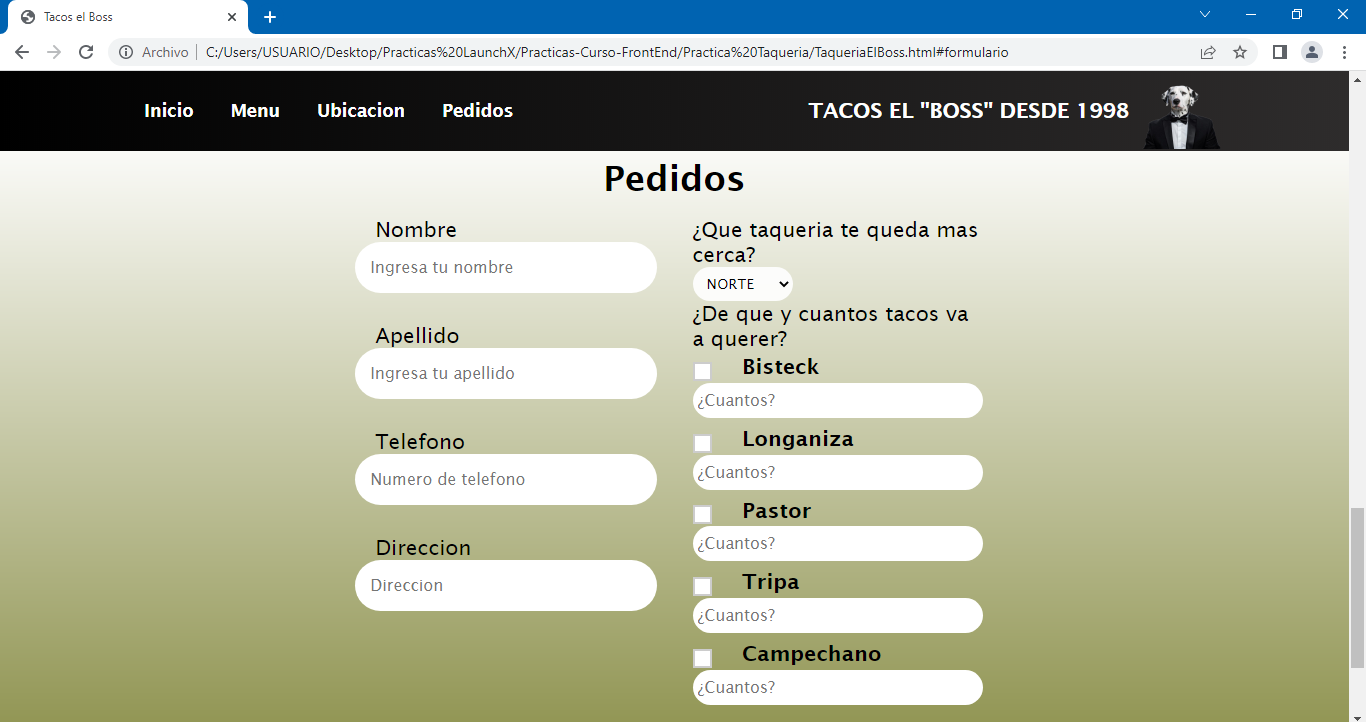 Tacos el Boss
Archivo
C:/Users/USUARIO/Desktop/Practicas%20LaunchX/Practicas-Curso-FrontEnd/Practica%20Taqueria/TaqueriaElBoss.html#formulario
Inicio Menu Ubicacion Pedidos
TACOS EL "BOSS" DESDE 1998
Pedidos
Nombre
Ingresa tu nombre
Apellido
Ingresa tu apellido
Telefono
Numero de telefono
Direccion
Direccion
¿Que taqueria te queda mas
cerca?
NORTE
¿De que y cuantos tacos va
a querer?
Bisteck
¿Cuantos?
Longaniza
¿Cuantos?
Pastor
¿Cuantos?
Tripa
¿Cuantos?
Campechano
¿Cuantos?